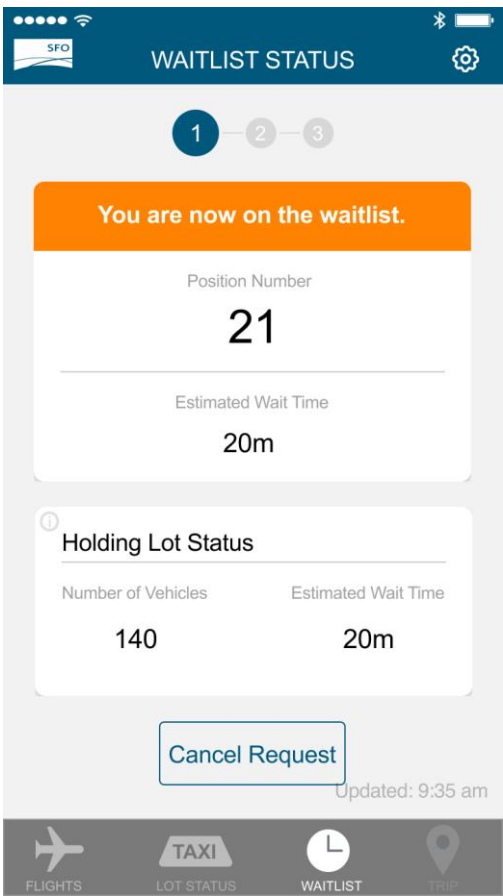 SFO
WAITLIST STATUS
1 2 3
You are now on the waitlist.
Position Number
21
Estimated Wait Time
20m
Holding Lot Status
Number of Vehicles Estimated Wait Time
140 20m
Cancel Request
Updated: 9:35 am
TAXI
FLIGHTS LOT STATUS WAITLIST TRIP